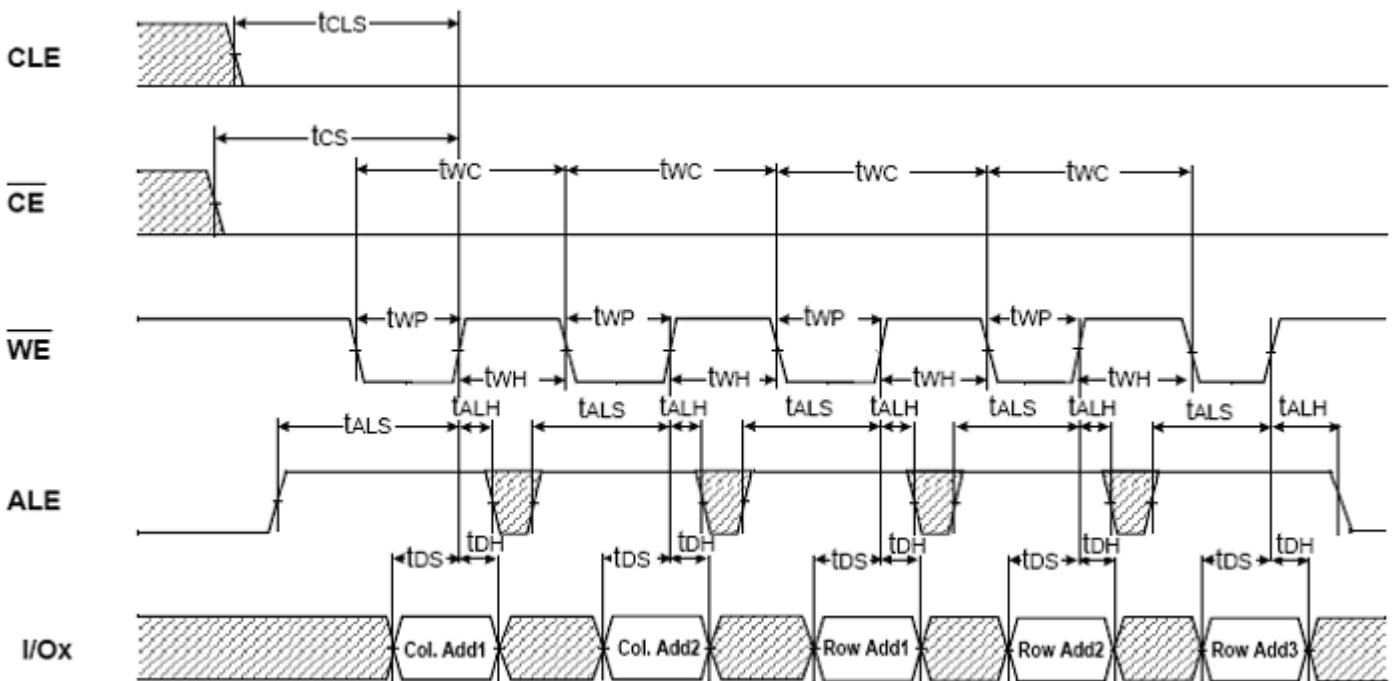 tCLS
CLE
tCS
tWC tWC tWC tWC
CE
tWP tWP tWP tWP
WE
tWH tWH tWH tWH
tALS tALH tALS tALH tALS tALH tALS tALH tALS tALH
ALE
tDS tDH tDS tDH tDS tDH tDS tDH tDS tDH
I/Ox Col. Add1 Col. Add2 Row Add1 Row Add2 Row Add3